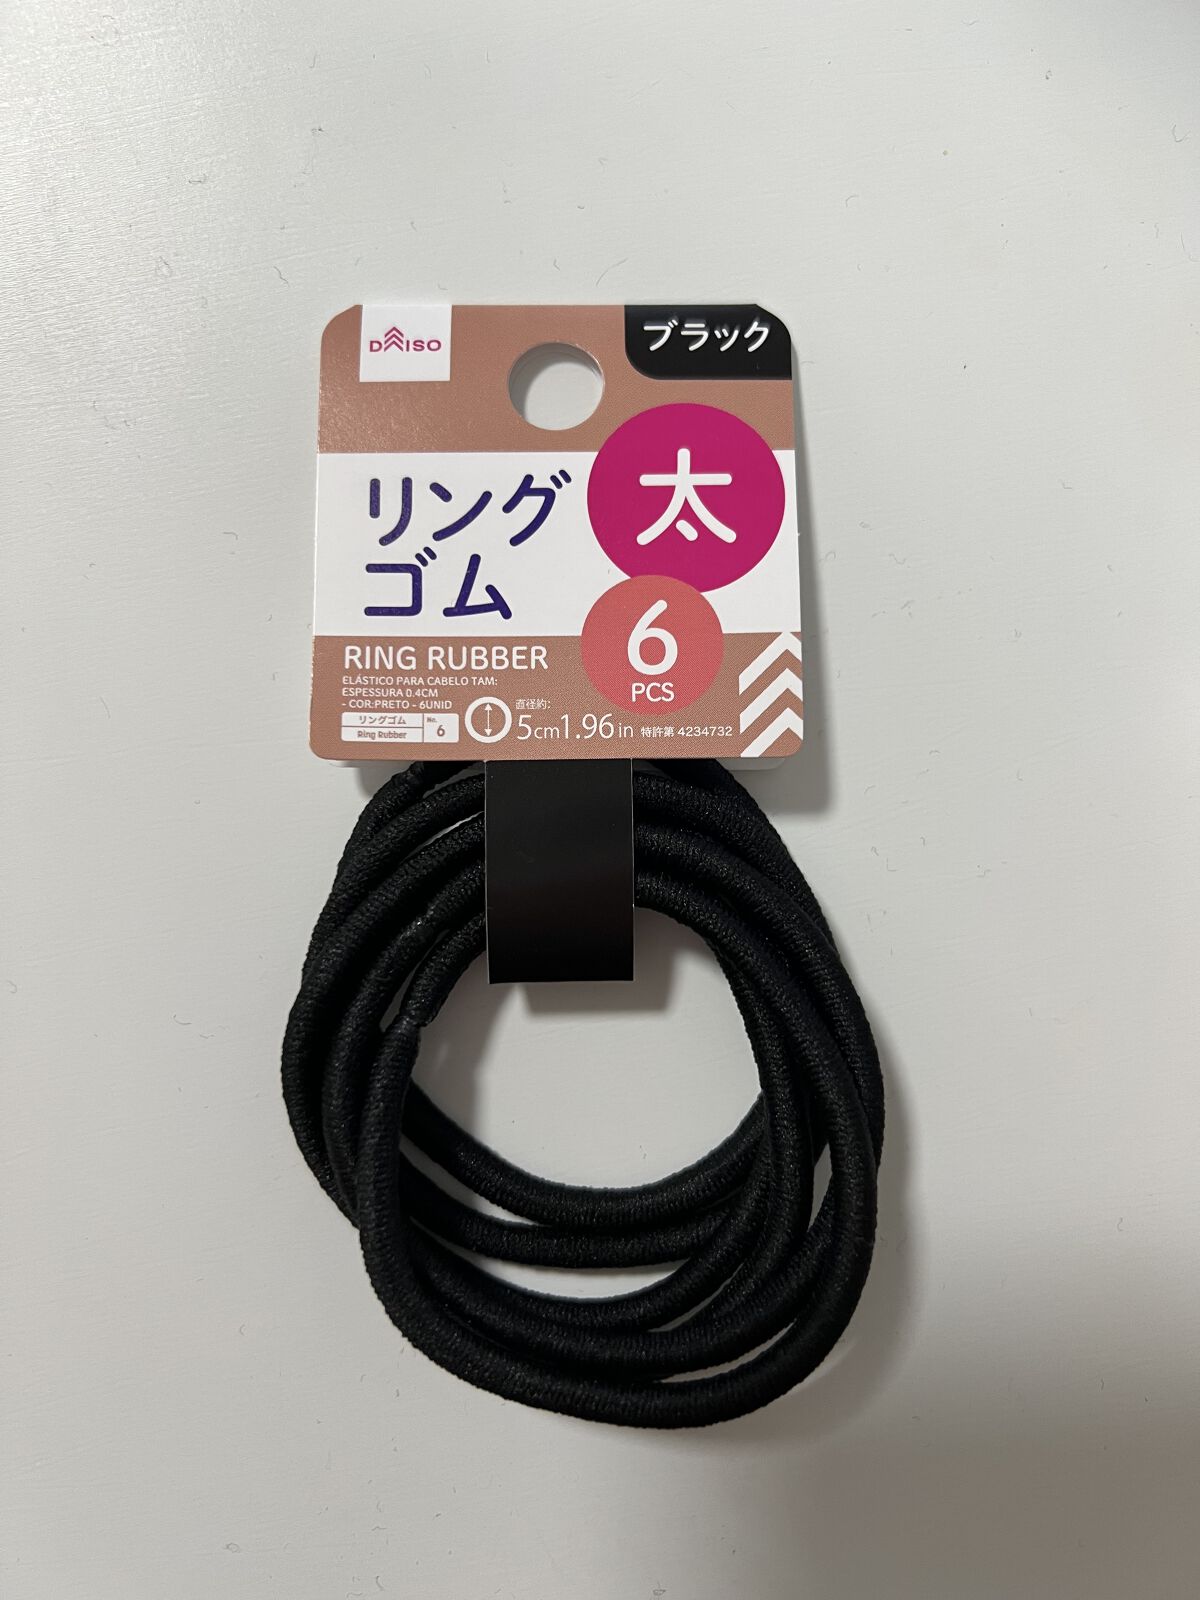 DAISO
ブラック
リング
ゴム
太
6
PCS
RING RUBBER
ELÁSTICO PARA CABELO TAM:
ESPESSURA 0.4CM
- COR:PRETO - 6UNID
リングゴム
Ring Rubber
No.
6
直径約:
5cm1.96in 特許第4234732